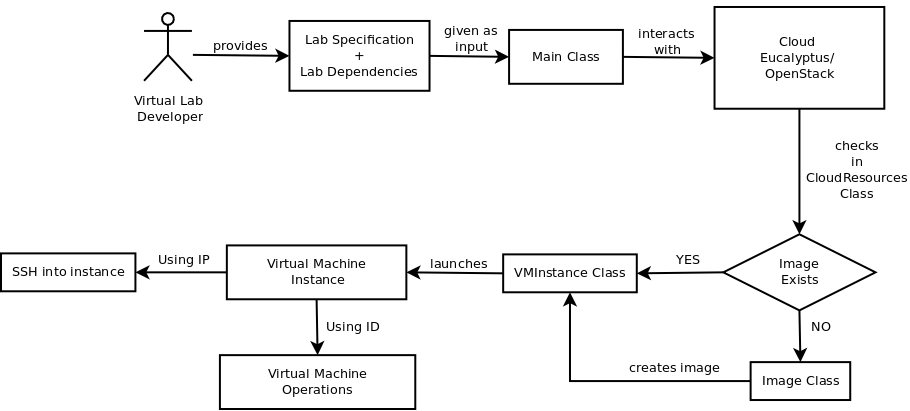 provides
Lab Specification
+
Lab Dependencies
given as
input
Main Class
interacts
with
Cloud
Eucalyptus/
OpenStack
Virtual Lab
Developer
checks
in
CloudResources
Class
SSH into instance
Using IP
Virtual Machine
Instance
launches
VMInstance Class
YES
Image
Exists
Using ID
NO
Virtual Machine
Operations
creates image
Image Class